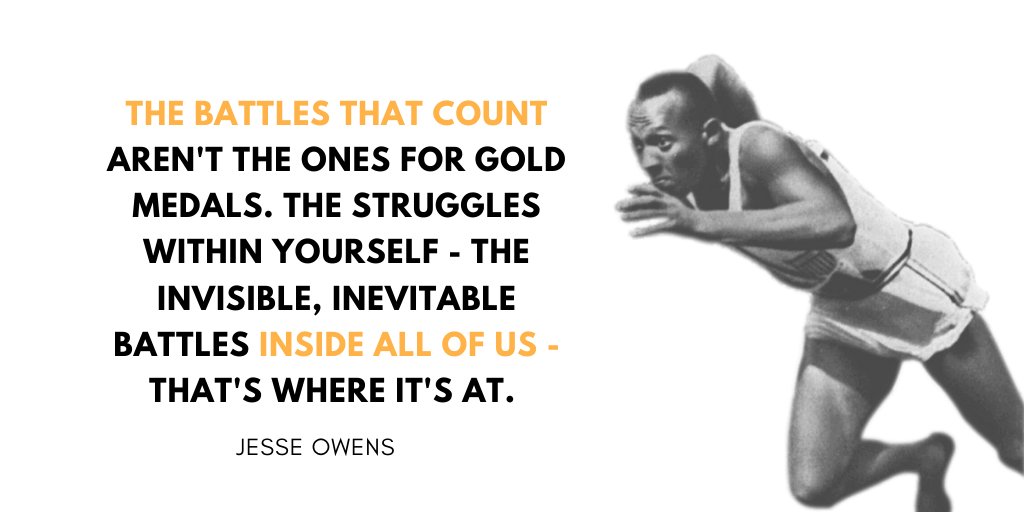 THE BATTLES THAT COUNT
AREN'T THE ONES FOR GOLD
MEDALS. THE STRUGGLES
WITHIN YOURSELF - THE
INVISIBLE, INEVITABLE
BATTLES INSIDE ALL OF US -
THAT'S WHERE IT'S AT.
JESSE OWENS